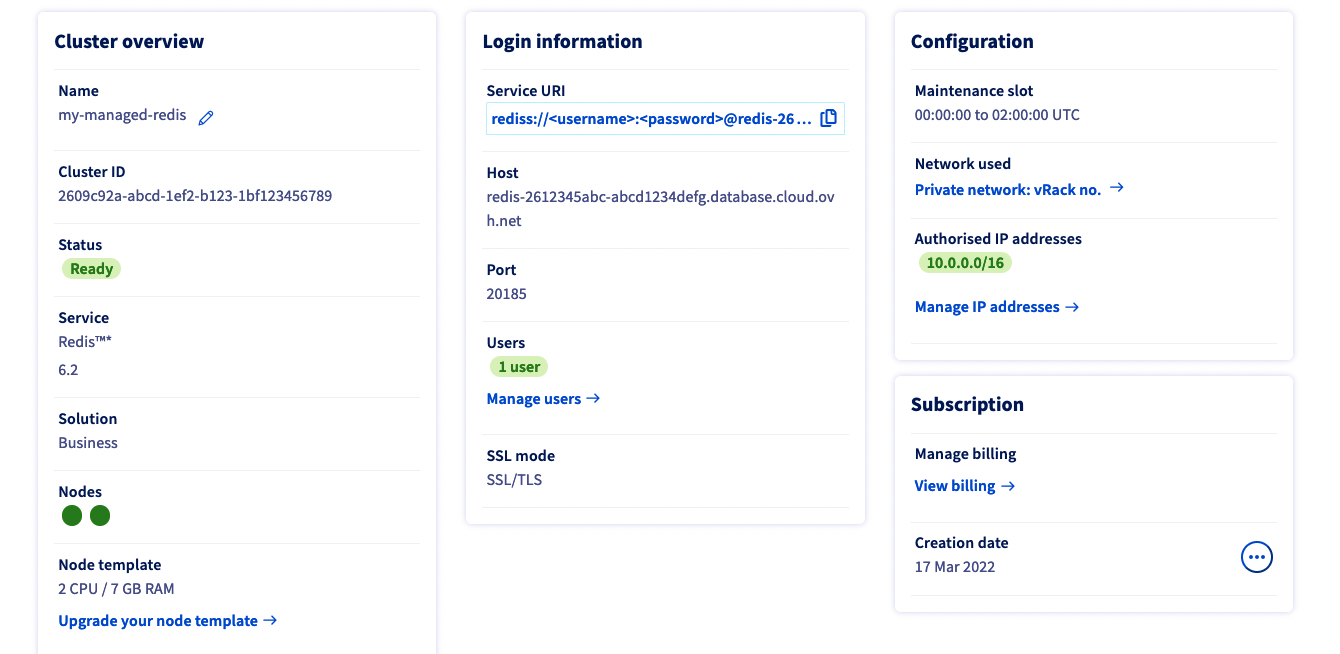 Cluster overview
Name
my-managed-redis
Cluster ID
2609c92a-abcd-1ef2-b123-1bf123456789
Status
Ready
Service
Redis™*
6.2
Solution
Business
Nodes
Node template
2 CPU / 7 GB RAM
Upgrade your node template →
Login information
Service URI
rediss://<username>:<password>@redis-26...
Host
redis-2612345abc-abcd1234defg.database.cloud.ov
h.net
Port
20185
Users
1 user
Manage users →
SSL mode
SSL/TLS
Configuration
Maintenance slot
00:00:00 to 02:00:00 UTC
Network used
Private network: vRack no. →
Authorised IP addresses
10.0.0.0/16
Manage IP addresses →
Subscription
Manage billing
View billing →
Creation date
17 Mar 2022